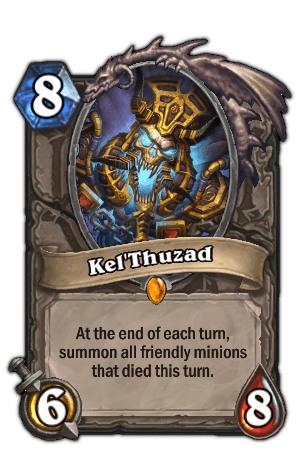 8
Kel'Thuzad
At the end of each turn,
summon all friendly minions
that died this turn.
6 8